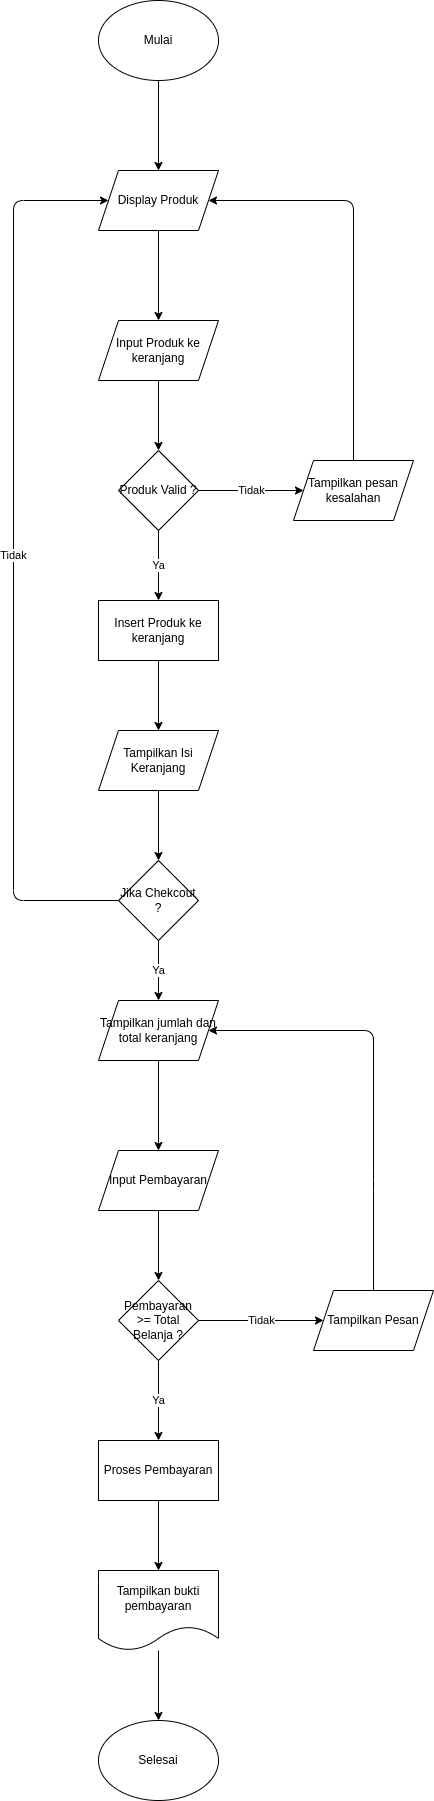 Mulai
Display Produk
Input Produk ke
keranjang
Produk Valid ?
Tidak
Tampilkan pesan
kesalahan
Tidak
Ya
Insert Produk ke
keranjang
Tampilkan Isi
Keranjang
Jika Chekcout
?
Ya
Tampilkan jumlah dan
total keranjang
Input Pembayaran
Pembayaran
>= Total
Belanja ?
Tidak
Tampilkan Pesan
Ya
Proses Pembayaran
Tampilkan bukti
pembayaran
Selesai